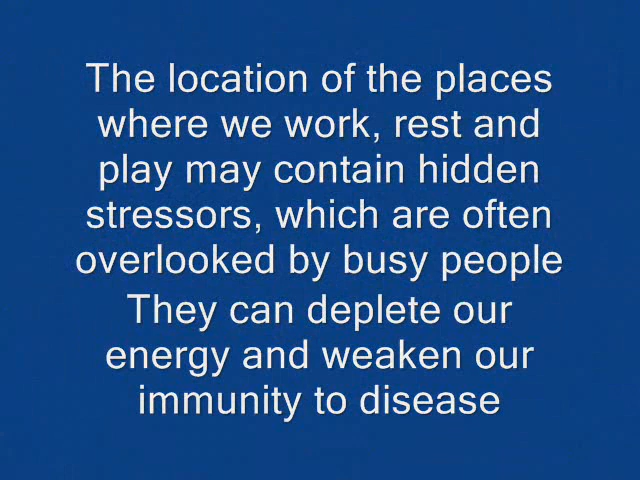 The location of the places
where we work, rest and
play may contain hidden
stressors, which are often
overlooked by busy people
They can deplete our
energy and weaken our
immunity to disease